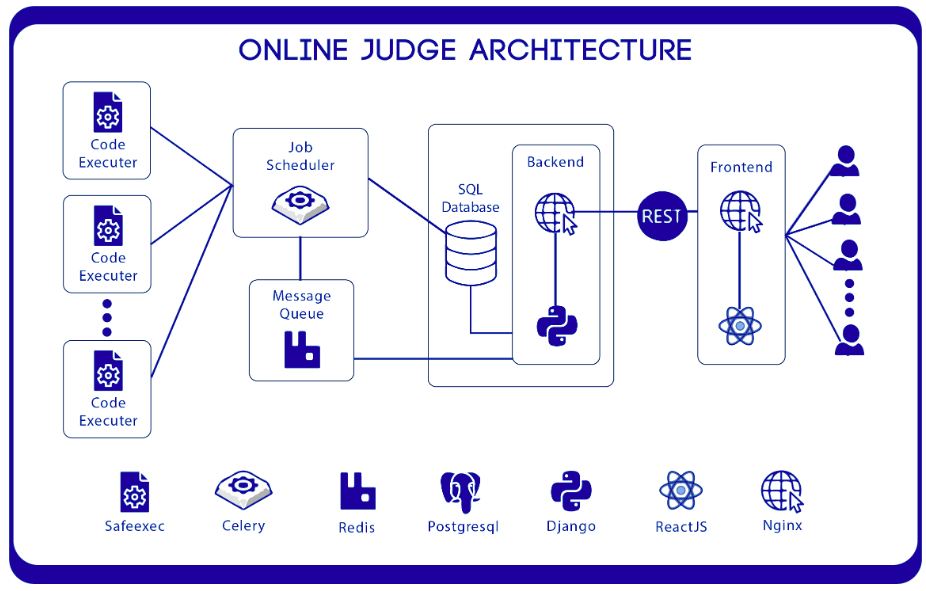 ONLINE JUDGE ARCHITECTURE
Code
Executer
Code
Executer
Code
Executer
Job
Scheduler
Message
Queue
SQL
Database
Backend
REST
Frontend
Safeexec
Celery
Redis
Postgresql
Django
ReactJS
Nginx